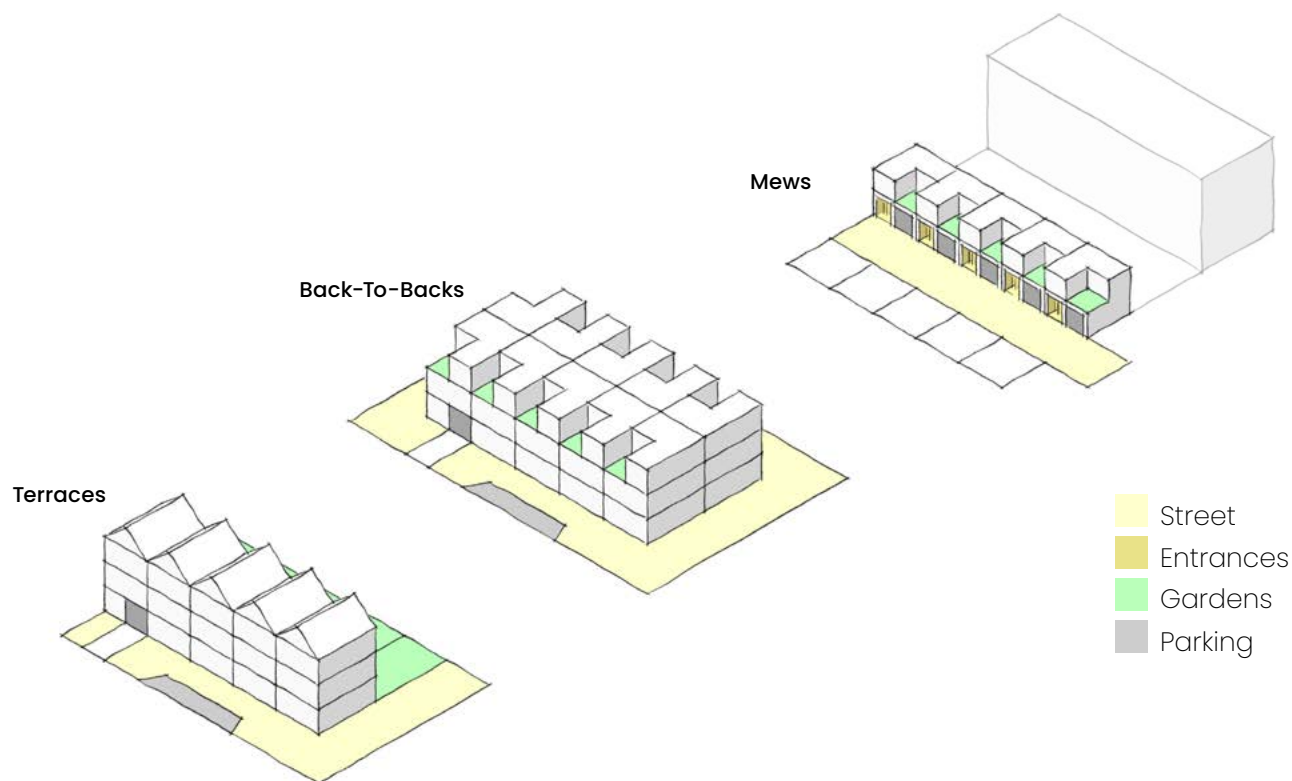 Mews
Back-To-Backs
Terraces
Street
Entrances
Gardens
Parking